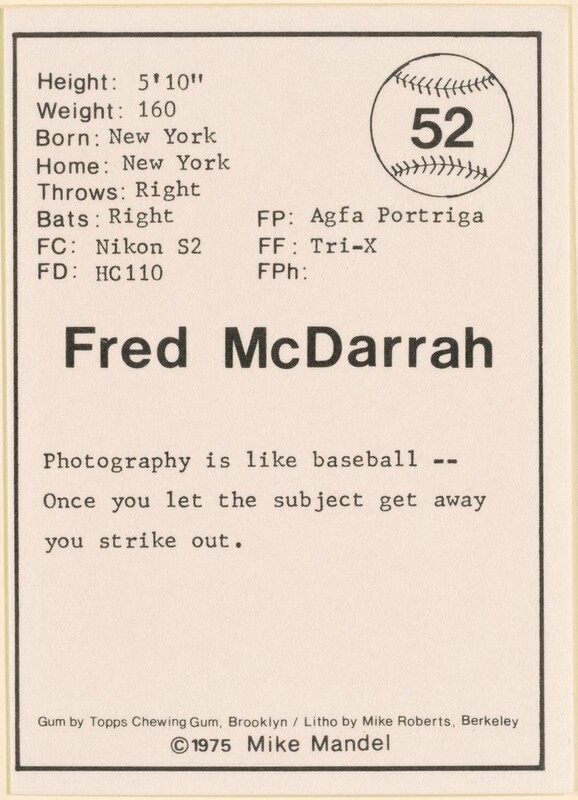 Height: 5'10"
52
Weight: 160
Born: New York
Home: New York
Throws: Right
Bats: Right FP: Agfa Portriga
FC: Nikon S2 FF: Tri-X
FD: HC110 FPh:
Fred McDarrah
Photography is like baseball --
Once you let the subject get away
you strike out.
Gum by Topps Chewing Gum, Brooklyn / Litho by Mike Roberts, Berkeley
©1975 Mike Mandel